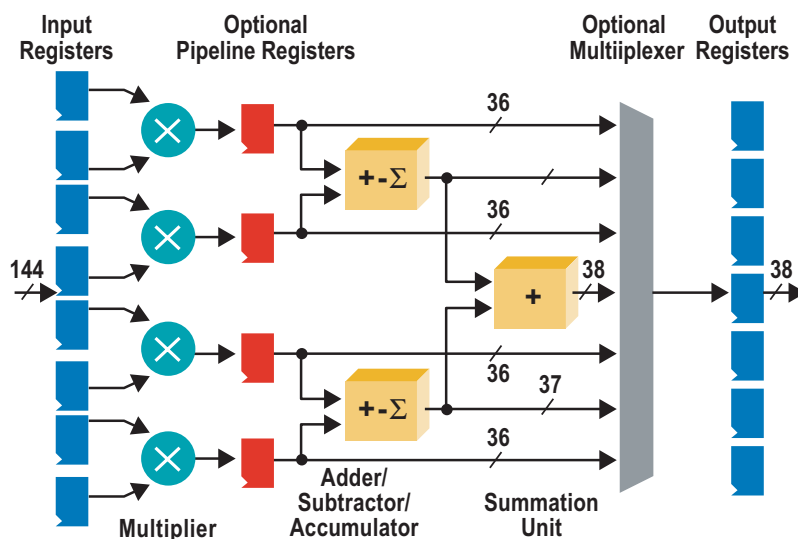 Input
Registers
Optional
Pipeline Registers
Optional
Multiiplexer
Output
Registers
36
+-Σ
36
144
38
+
38
36
37
+-Σ
36
Adder/
Subtractor/
Accumulator
Summation
Unit
Multiplier